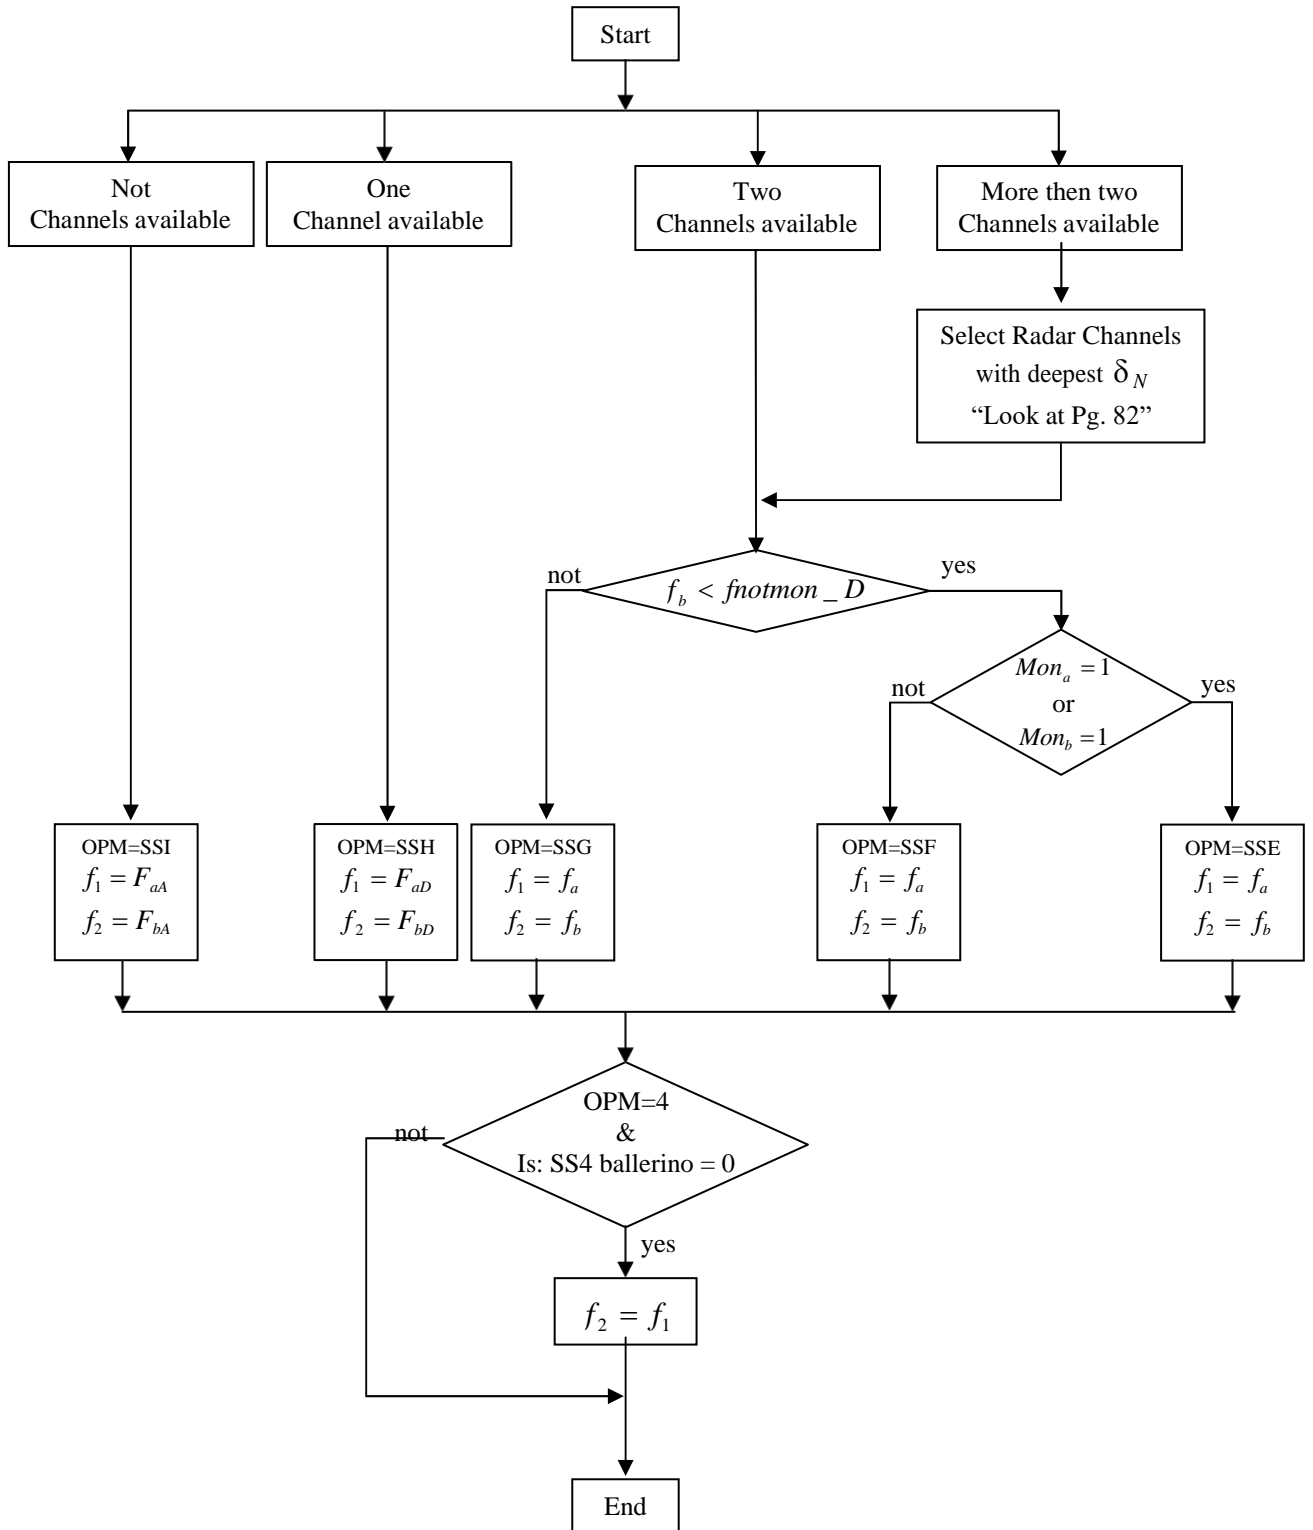 Start
Not
Channels available
One
Channel available
Two
Channels available
More then two
Channels available
Select Radar Channels
with deepest δ_N
“Look at Pg. 82”
not
f_b < fnotmon _ D
yes
not
Mon_a = 1
or
Mon_b = 1
yes
OPM=SSI
f_1 = F_aA
f_2 = F_bA
OPM=SSH
f_1 = F_aD
f_2 = F_bD
OPM=SSG
f_1 = f_a
f_2 = f_b
OPM=SSF
f_1 = f_a
f_2 = f_b
OPM=SSE
f_1 = f_a
f_2 = f_b
OPM=4
&
Is: SS4 ballerino = 0
not
yes
f_2 = f_1
End